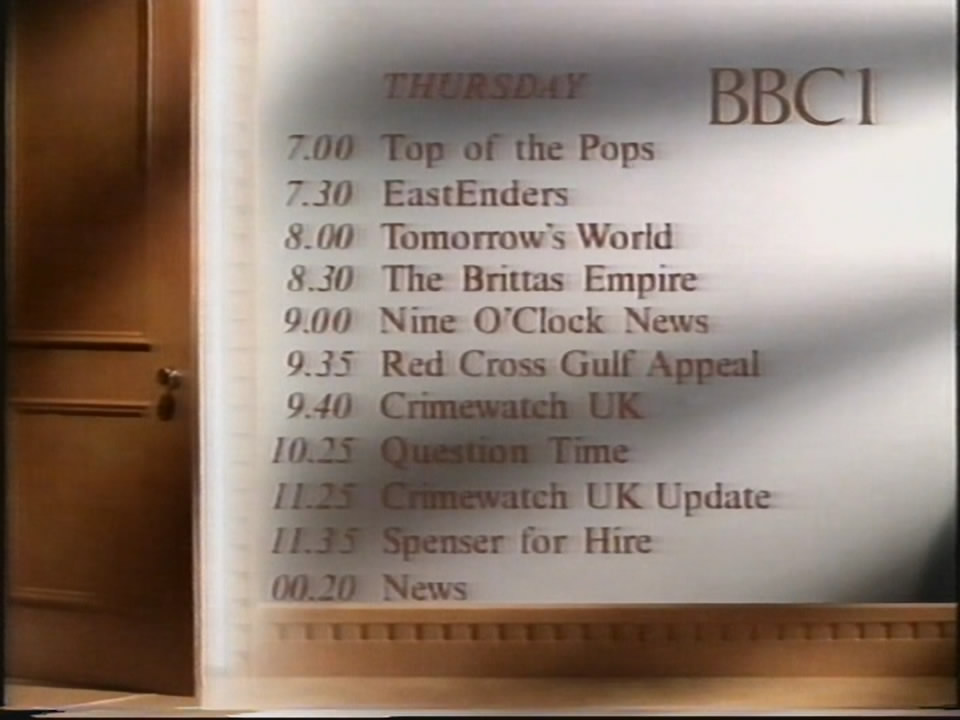 THURSDAY
BBC1
7.00 Top of the Pops
7.30 EastEnders
8.00 Tomorrow's World
8.30 The Brittas Empire
9.00 Nine O'Clock News
9.35 Red Cross Gulf Appeal
9.40 Crimewatch UK
10.25 Question Time
11.25 Crimewatch UK Update
11.35 Spenser for Hire
00.20 News